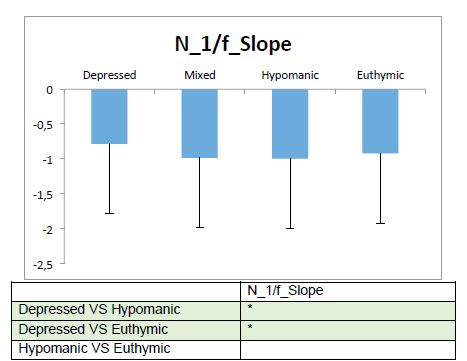 N_1/f_Slope
Depressed Mixed Hypomanic Euthymic
0
-0,5
-1
-1,5
-2
-2,5
N_1/f_Slope
Depressed VS Hypomanic *
Depressed VS Euthymic *
Hypomanic VS Euthymic